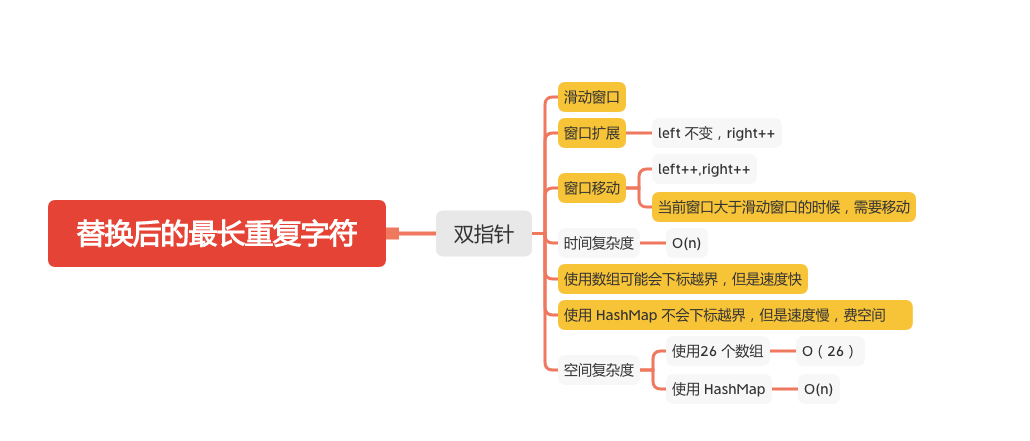 替换后的最长重复字符
双指针
滑动窗口
窗口扩展
left 不变，right++
窗口移动
left++,right++
当前窗口大于滑动窗口的时候，需要移动
时间复杂度
O(n)
使用数组可能会下标越界，但是速度快
使用 HashMap 不会下标越界，但是速度慢，费空间
空间复杂度
使用26 个数组
O（26）
使用 HashMap
O(n)